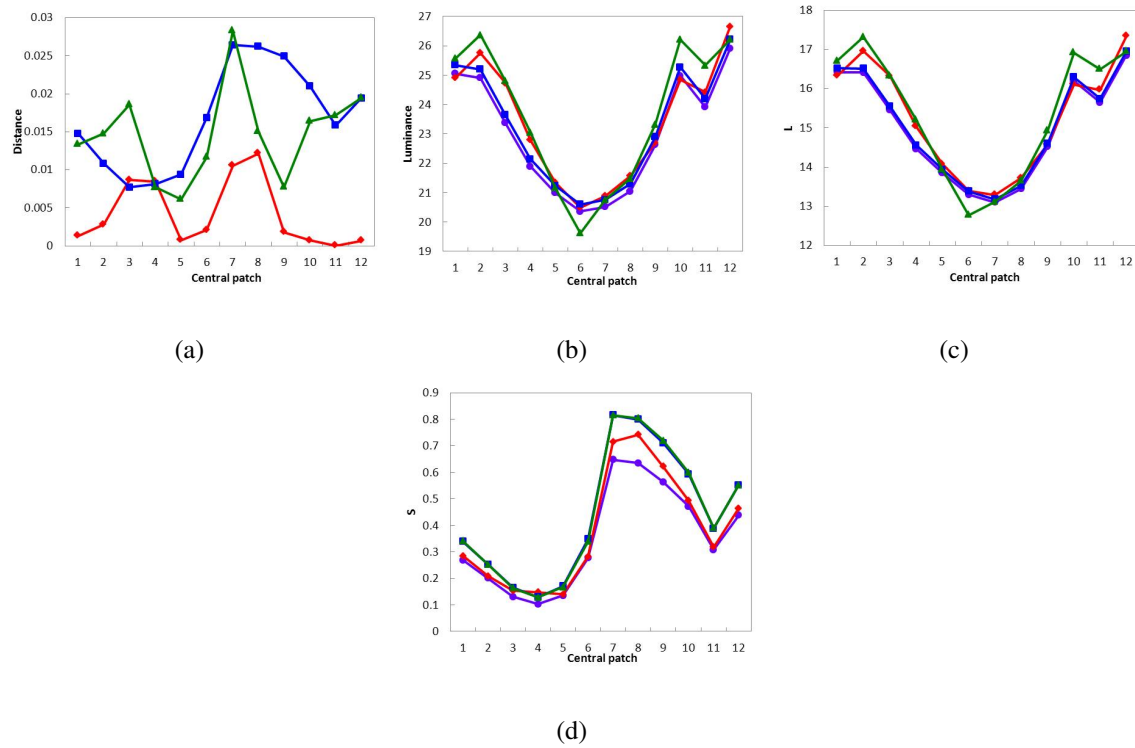 Distance
0.03
0.025
0.02
0.015
0.01
0.005
0
1 2 3 4 5 6 7 8 9 10 11 12
Central patch
(a)
Luminance
27
26
25
24
23
22
21
20
19
1 2 3 4 5 6 7 8 9 10 11 12
Central patch
(b)
L
18
17
16
15
14
13
12
1 2 3 4 5 6 7 8 9 10 11 12
Central patch
(c)
S
0.9
0.8
0.7
0.6
0.5
0.4
0.3
0.2
0.1
0
1 2 3 4 5 6 7 8 9 10 11 12
Central patch
(d)